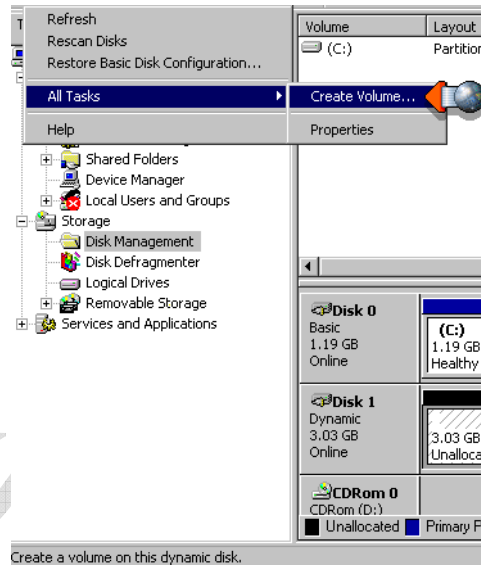 Refresh
Rescan Disks
Restore Basic Disk Configuration...
All Tasks
Help
Create Volume...
Properties
Volume
Layout
(C:)
Partition
Shared Folders
Device Manager
Local Users and Groups
Storage
Disk Management
Disk Defragmenter
Logical Drives
Removable Storage
Services and Applications
Disk 0
Basic
1.19 GB
Online
(C:)
1.19 GB
Healthy
Disk 1
Dynamic
3.03 GB
Online
3.03 GB
Unalloca
CDRom 0
CDRom (D:)
Unallocated
Primary P
Create a volume on this dynamic disk.